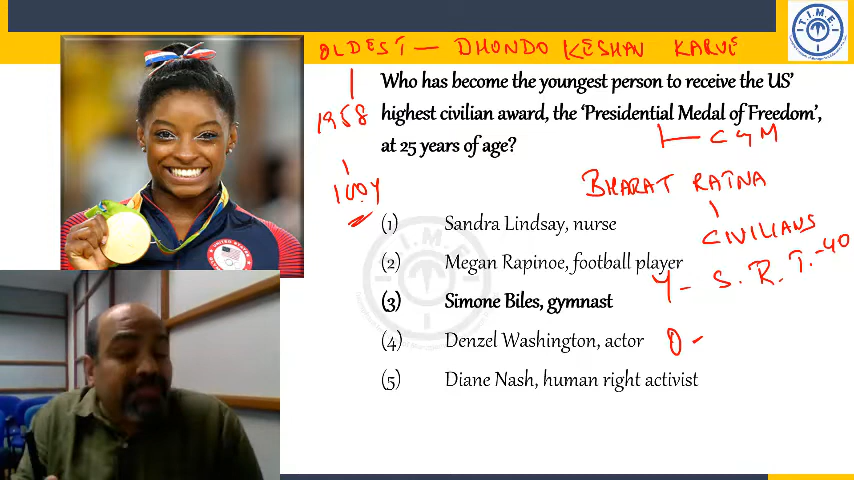 T.I.M.E.
OLDEST — DHONDO KESHAV KARVE
1958
100y
Who has become the youngest person to receive the US'
highest civilian award, the 'Presidential Medal of Freedom',
at 25 years of age?
CGM
BHARAT RATNA
CIVILIANS
Y - S. R. T. -40
O -
(1) Sandra Lindsay, nurse
(2) Megan Rapinoe, football player
(3) Simone Biles, gymnast
(4) Denzel Washington, actor
(5) Diane Nash, human right activist